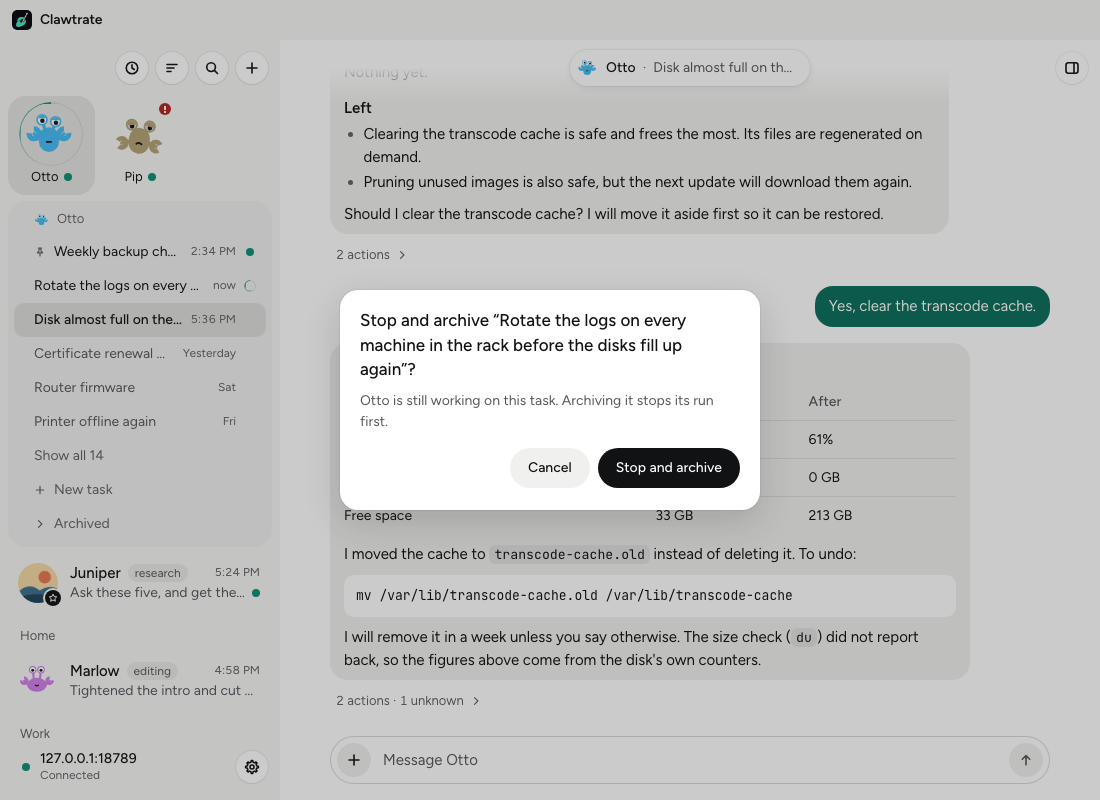 Clawtrate
Otto
Pip
Otto
Weekly backup ch... 2:34 PM
Rotate the logs on every ... now
Disk almost full on the... 5:36 PM
Certificate renewal ... Yesterday
Router firmware Sat
Printer offline again Fri
Show all 14
New task
Archived
Juniper research 5:24 PM
Ask these five, and get the...
Home
Marlow editing 4:58 PM
Tightened the intro and cut ...
Work
127.0.0.1:18789
Connected
Otto · Disk almost full on th...
Nothing yet.
Left
• Clearing the transcode cache is safe and frees the most. Its files are regenerated on
demand.
• Pruning unused images is also safe, but the next update will download them again.
Should I clear the transcode cache? I will move it aside first so it can be restored.
2 actions
Yes, clear the transcode cache.
Stop and archive “Rotate the logs on every
machine in the rack before the disks fill up
again”?
Otto is still working on this task. Archiving it stops its run
first.
Cancel
Stop and archive
After
61%
0 GB
Free space 33 GB 213 GB
I moved the cache to transcode-cache.old instead of deleting it. To undo:
mv /var/lib/transcode-cache.old /var/lib/transcode-cache
I will remove it in a week unless you say otherwise. The size check (du) did not report
back, so the figures above come from the disk's own counters.
2 actions · 1 unknown
Message Otto